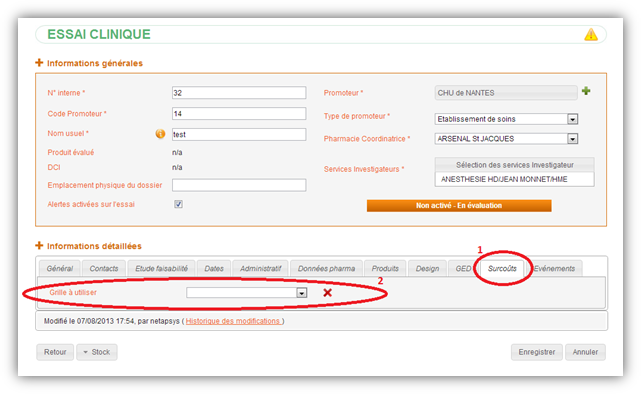 ESSAI CLINIQUE
Informations générales
N° interne * 32
Promoteur * CHU de NANTES
Code Promoteur * 14
Type de promoteur * Etablissement de soins
Nom usuel * test
Pharmacie Coordinatrice * ARSENAL St JACQUES
Produit évalué n/a
DCI n/a
Services Investigateurs * Sélection des services Investigateur
ANESTHESIE HD/JEAN MONNET/HME
Emplacement physique du dossier
Alertes activées sur l'essai
Non activé - En évaluation
Informations détaillées
1
Général Contacts Etude faisabilité Dates Administratif Données pharma Produits Design GED Surcoûts Evénements
2
Grille à utiliser
Modifié le 07/08/2013 17:54, par netapsys ( Historique des modifications )
Retour Stock Enregistrer Annuler